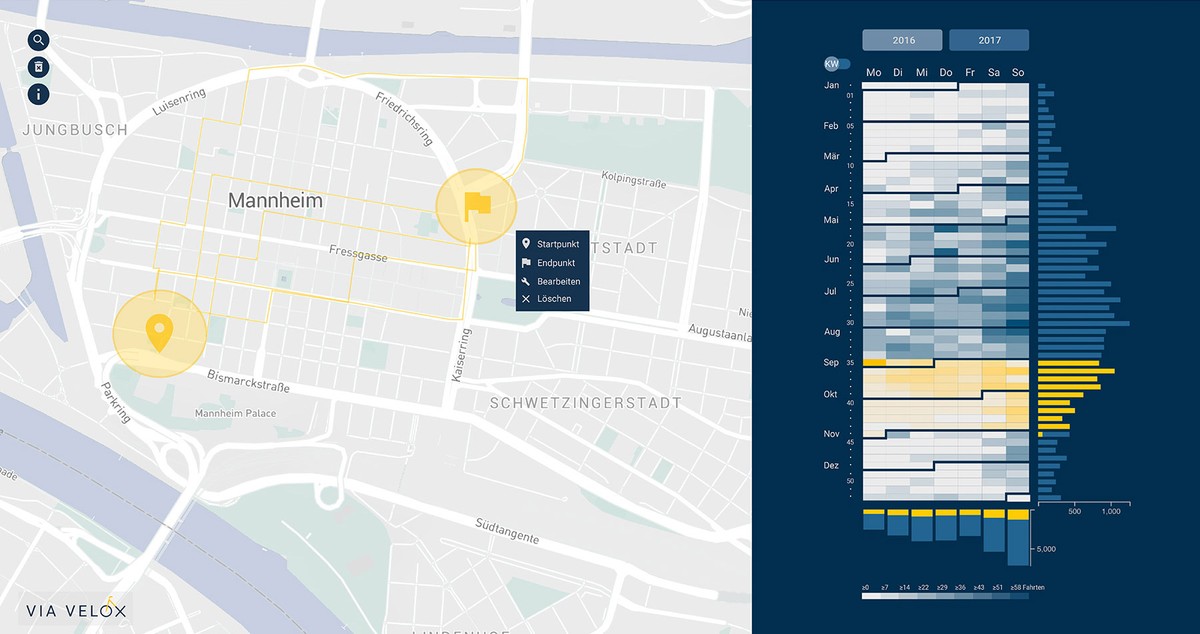 JUNGBUSCH
Luisenring
Friedrichsring
Mannheim
Kolpingstraße
TSTADT
Fressgasse
Startpunkt
Endpunkt
Bearbeiten
Löschen
Augustaanl
Kaiserring
Bismarckstraße
Parkring
Mannheim Palace
SCHWETZINGERSTADT
Südtangente
VIA VELOX
2016 2017
KW
Mo Di Mi Do Fr Sa So
Jan
01
Feb 05
Mär
10
Apr
15
Mai
20
Jun
25
Jul
30
Aug
Sep 35
Okt
40
Nov
45
Dez
50
500 1,000
5,000
≥0 ≥7 ≥14 ≥22 ≥29 ≥36 ≥43 ≥51 ≥58 Fahrten